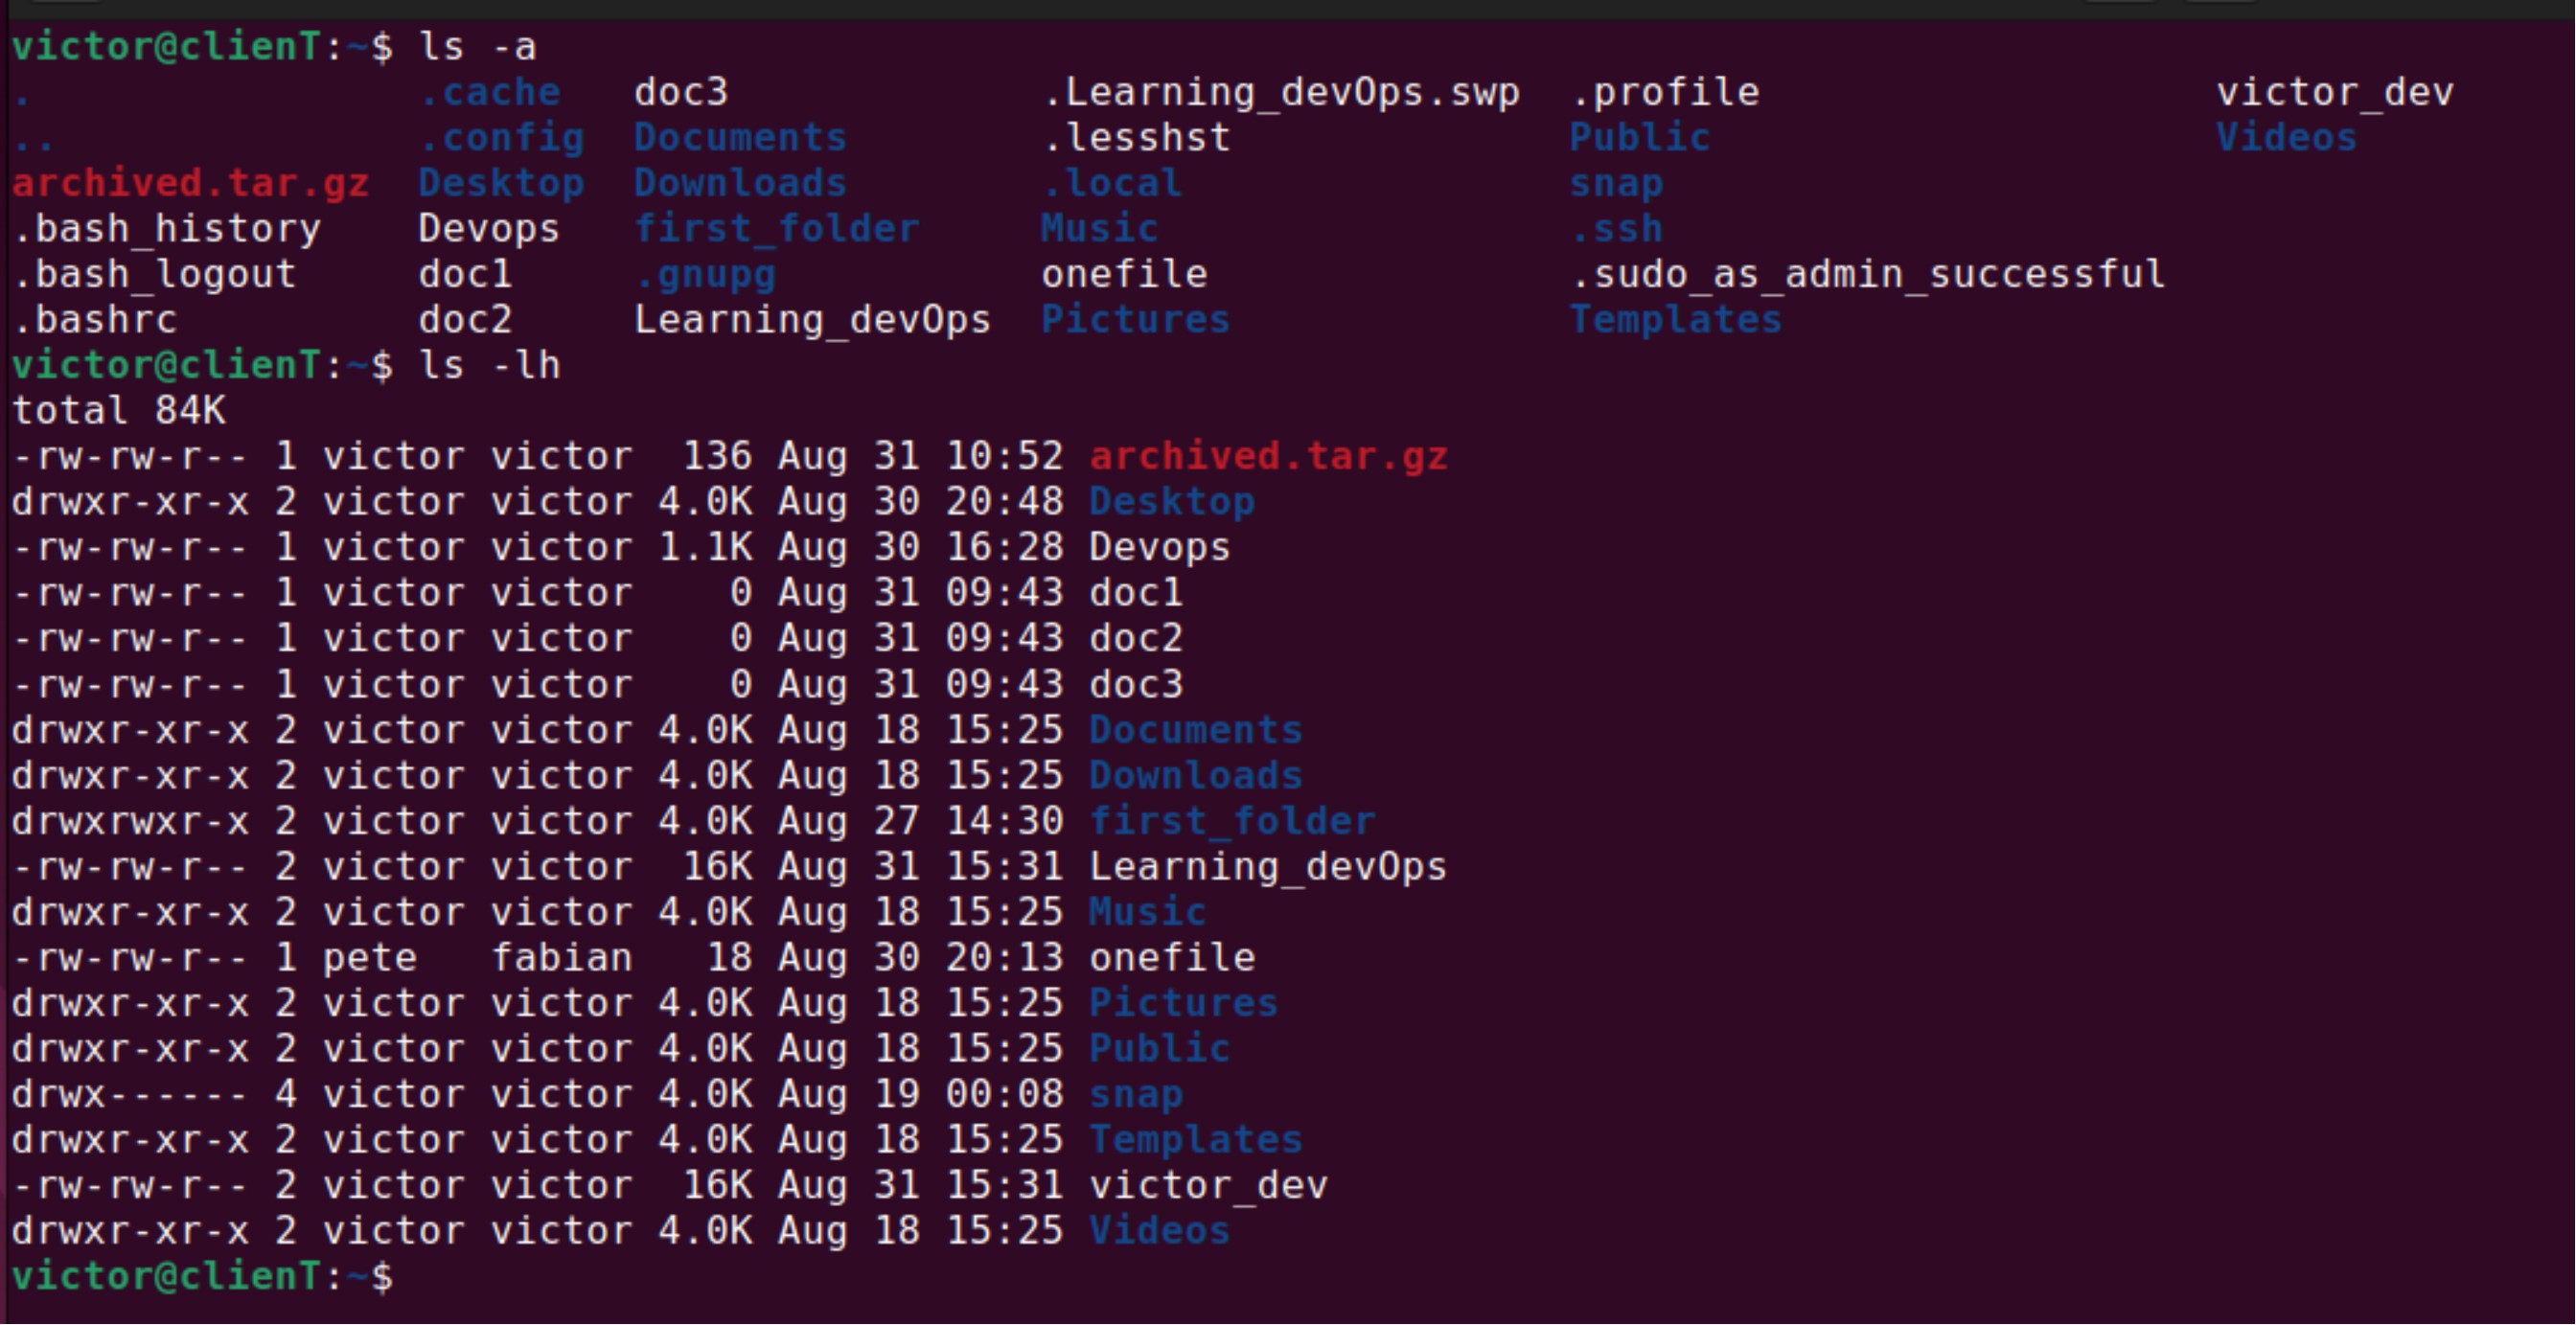 victor@clienT:~$ ls -a
.                .cache   doc3            .Learning_devOps.swp  .profile                   victor_dev
..               .config  Documents       .lesshst              Public                     Videos
archived.tar.gz  Desktop  Downloads       .local                snap
.bash_history    Devops   first_folder    Music                 .ssh
.bash_logout     doc1     .gnupg          onefile               .sudo_as_admin_successful
.bashrc          doc2     Learning_devOps  Pictures              Templates
victor@clienT:~$ ls -lh
total 84K
-rw-rw-r-- 1 victor victor  136 Aug 31 10:52 archived.tar.gz
drwxr-xr-x 2 victor victor 4.0K Aug 30 20:48 Desktop
-rw-rw-r-- 1 victor victor 1.1K Aug 30 16:28 Devops
-rw-rw-r-- 1 victor victor    0 Aug 31 09:43 doc1
-rw-rw-r-- 1 victor victor    0 Aug 31 09:43 doc2
-rw-rw-r-- 1 victor victor    0 Aug 31 09:43 doc3
drwxr-xr-x 2 victor victor 4.0K Aug 18 15:25 Documents
drwxr-xr-x 2 victor victor 4.0K Aug 18 15:25 Downloads
drwxrwxr-x 2 victor victor 4.0K Aug 27 14:30 first_folder
-rw-rw-r-- 2 victor victor  16K Aug 31 15:31 Learning_devOps
drwxr-xr-x 2 victor victor 4.0K Aug 18 15:25 Music
-rw-rw-r-- 1 pete   fabian   18 Aug 30 20:13 onefile
drwxr-xr-x 2 victor victor 4.0K Aug 18 15:25 Pictures
drwxr-xr-x 2 victor victor 4.0K Aug 18 15:25 Public
drwx------ 4 victor victor 4.0K Aug 19 00:08 snap
drwxr-xr-x 2 victor victor 4.0K Aug 18 15:25 Templates
-rw-rw-r-- 2 victor victor  16K Aug 31 15:31 victor_dev
drwxr-xr-x 2 victor victor 4.0K Aug 18 15:25 Videos
victor@clienT:~$